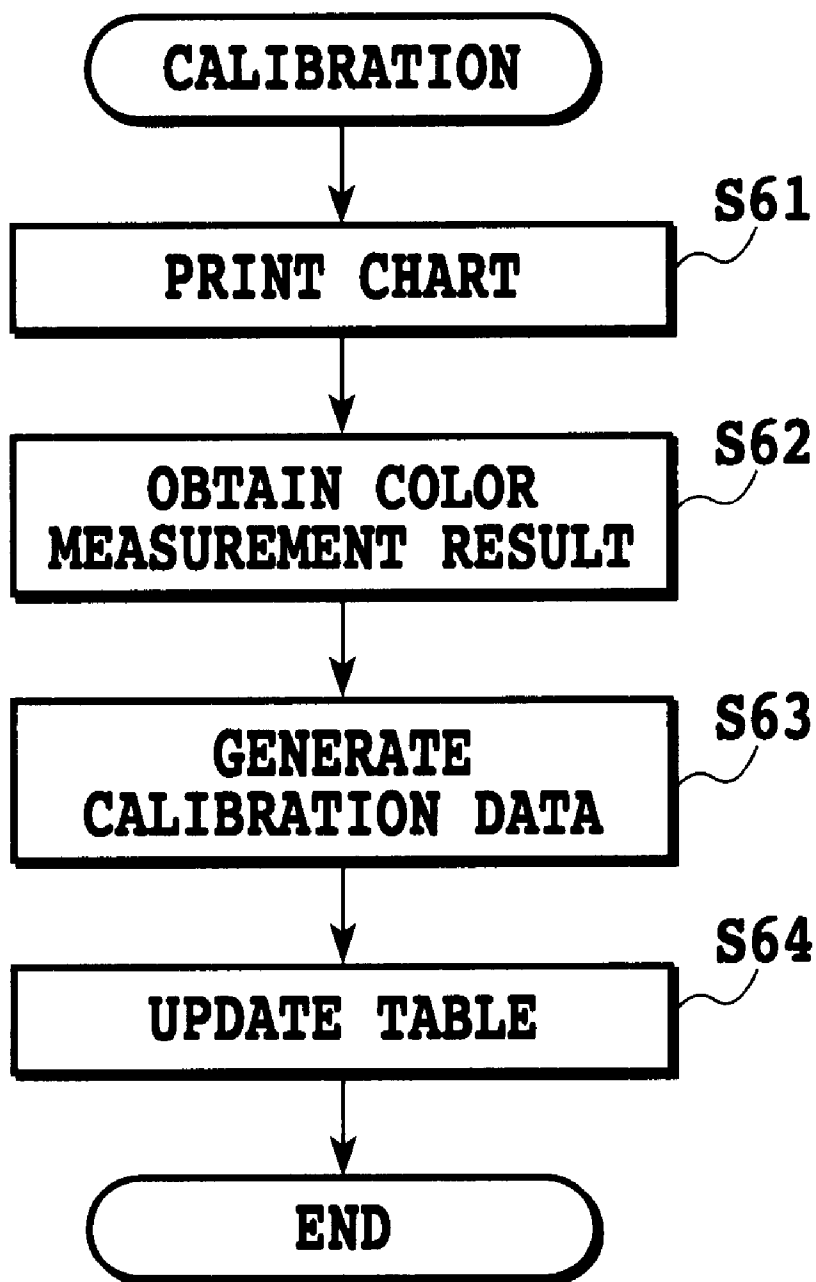 CALIBRATION
S61
PRINT CHART
S62
OBTAIN COLOR
MEASUREMENT RESULT
S63
GENERATE
CALIBRATION DATA
S64
UPDATE TABLE
END